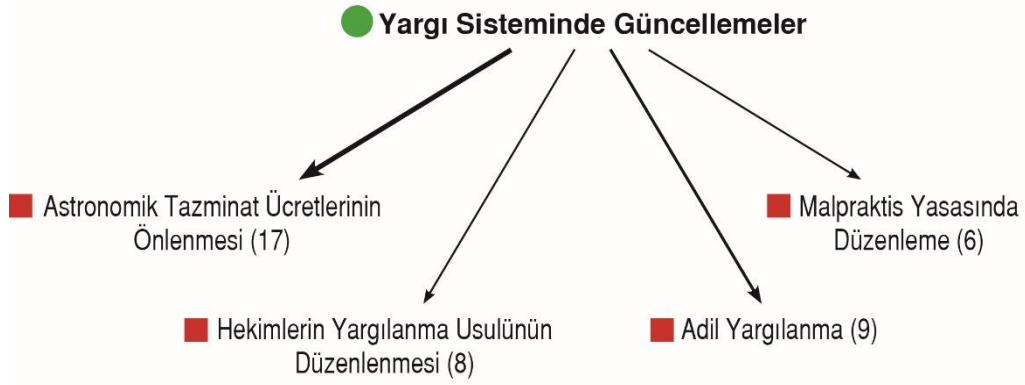 Yargı Sisteminde Güncellemeler
Astronomik Tazminat Ücretlerinin
Önlenmesi (17)
Malpraktis Yasasında
Düzenleme (6)
Hekimlerin Yargılanma Usulünün
Düzenlenmesi (8)
Adil Yargılanma (9)